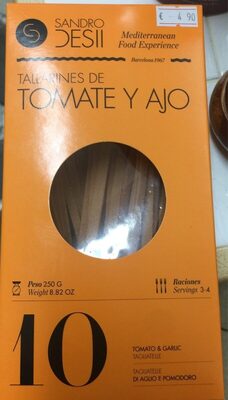 € - 4.90
SANDRO
DESII
Mediterranean
Food Experience
Barcelona 1967
TALLARINES DE
TOMATE Y AJO
Peso 250 G
Weight 8.82 OZ
Raciones
Servings 3-4
10
TOMATO & GARLIC
TAGLIATELLE
TAGLIATELLE
DI AGLIO E POMODORO